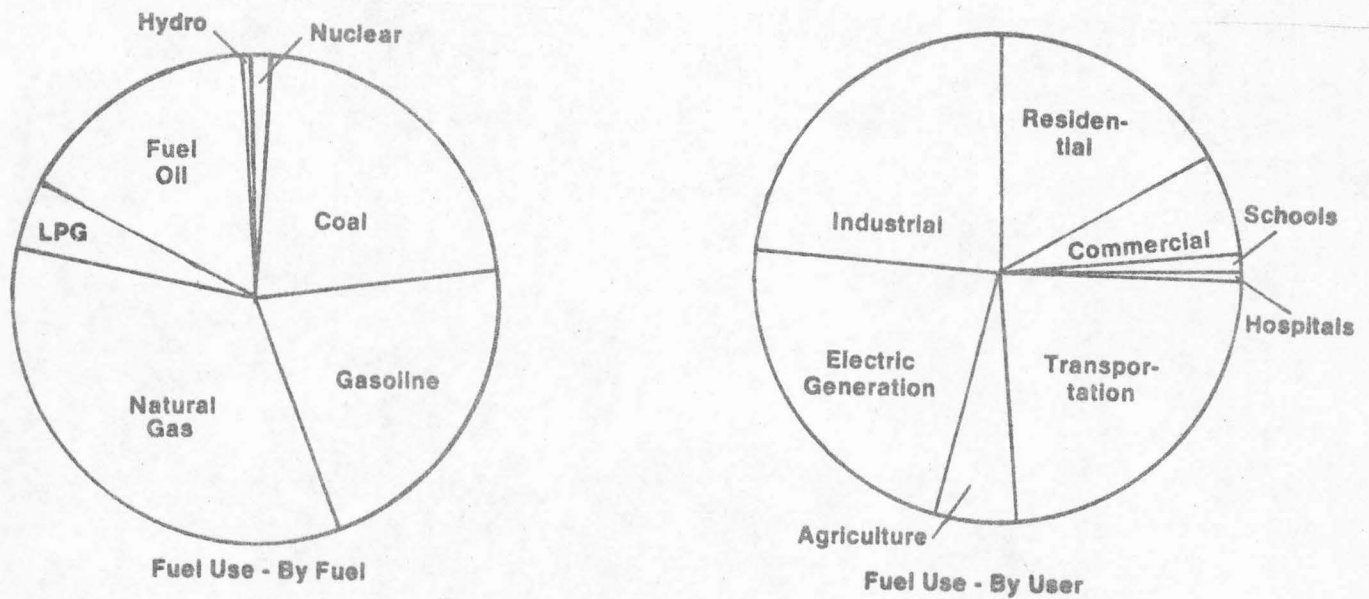 Hydro
Nuclear
Fuel
Oil
Coal
LPG
Gasoline
Natural
Gas
Fuel Use - By Fuel
Residen-
tial
Industrial
Schools
Commercial
Hospitals
Electric
Generation
Transpor-
tation
Agriculture
Fuel Use - By User